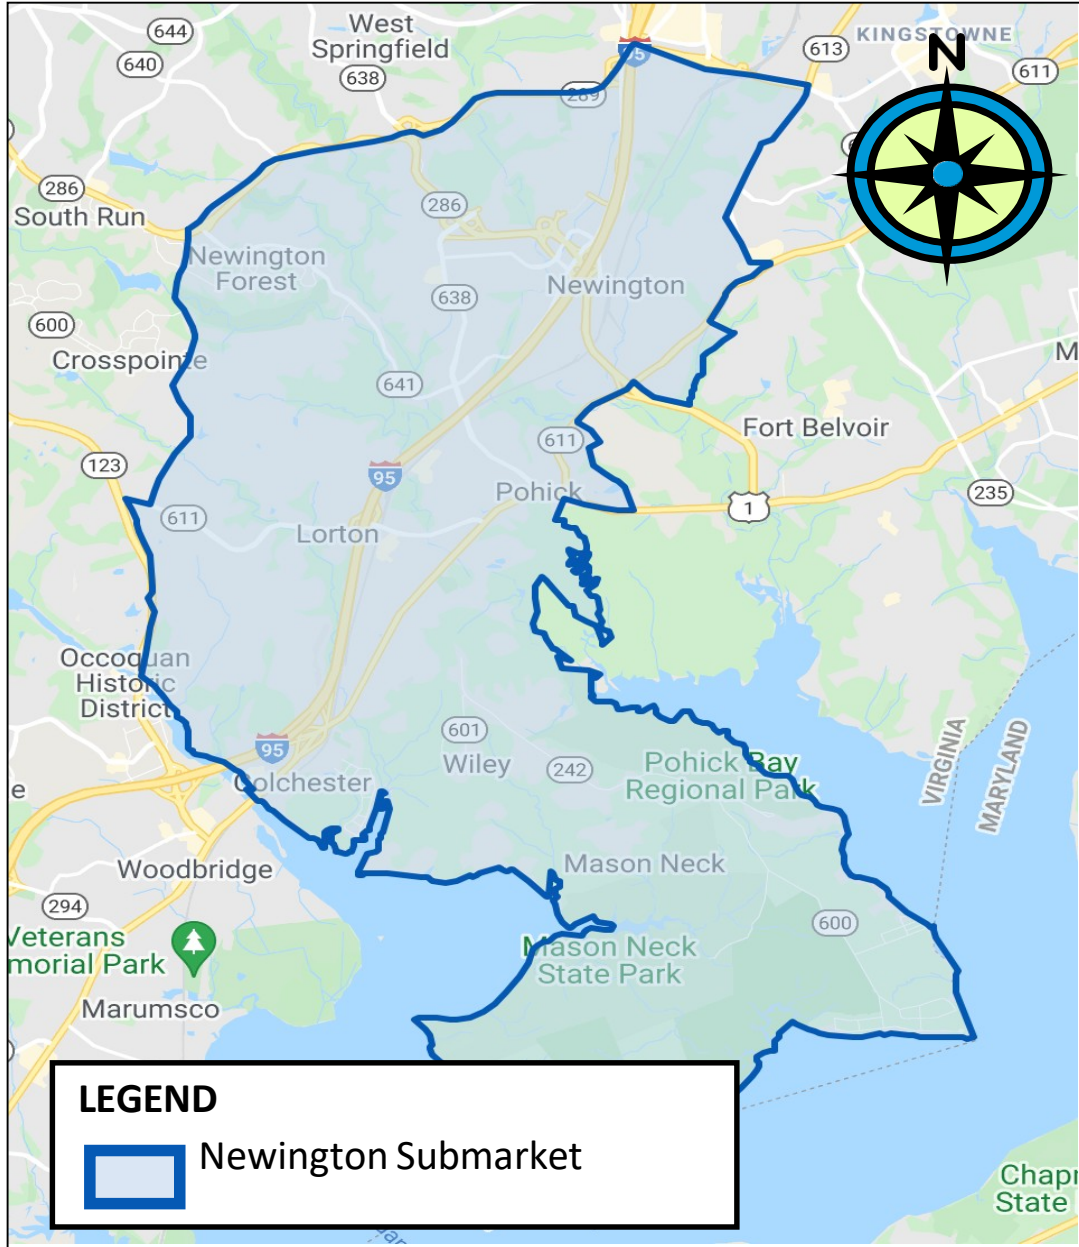 West
Springfield
644
640
638
613
KINGSTOWNE
611
N
95
289
286
South Run
286
Newington
Forest
638
Newington
600
Crosspointe
641
M
Fort Belvoir
611
123
95
Pohick
235
1
611
Lorton
Occoquan
Historic
District
VIRGINIA
MARYLAND
601
95
Wiley
242
Colchester
Pohick Bay
Regional Park
e
Woodbridge
Mason Neck
294
600
Veterans
morial Park
Mason Neck
State Park
Marumsco
LEGEND
Newington Submarket
Chap
State